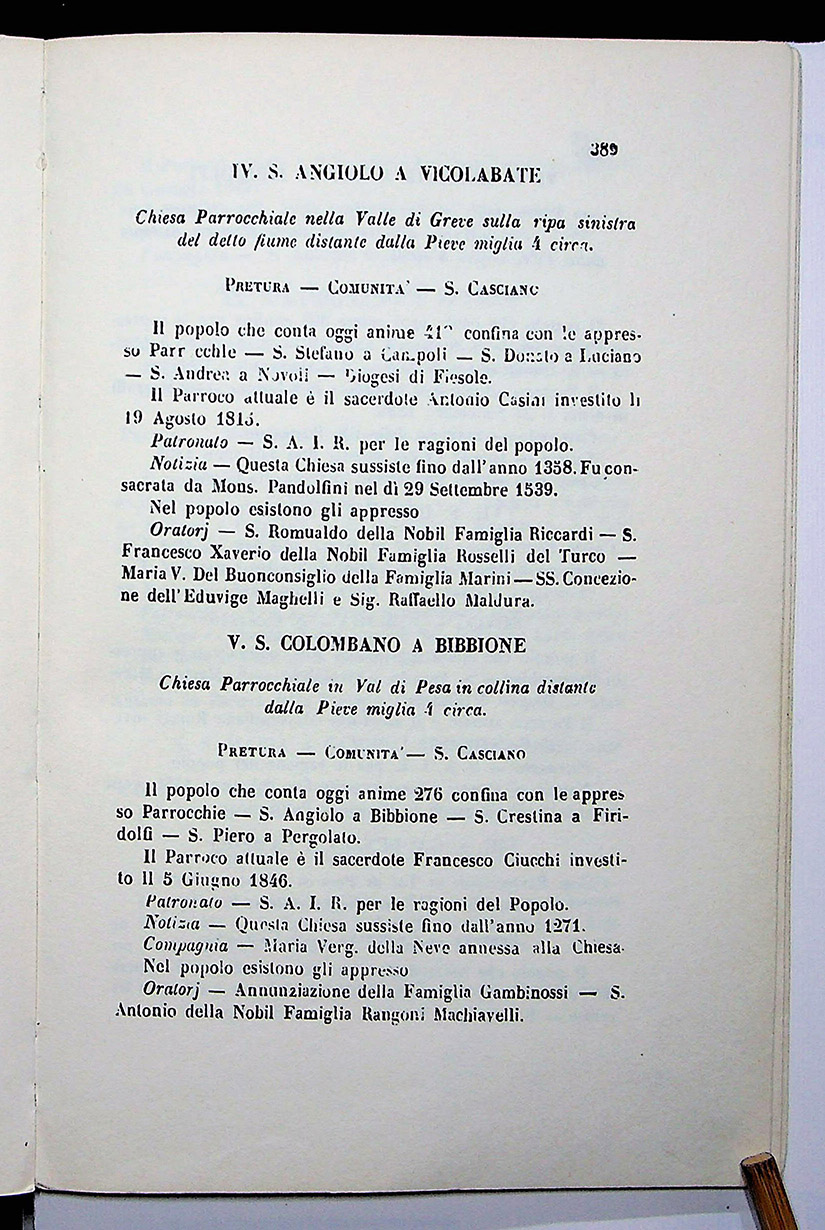 389
IV. S. ANGIOLO A VICOLABATE
Chiesa Parrocchiale nella Valle di Greve sulla ripa sinistra
del detto fiume distante dalla Pieve miglia 4 circa.
PRETURA — COMUNITA' — S. CASCIANO
Il popolo che conta oggi anime confina con le appres-
so Parrocchie — S. Stefano a Campoli — S. Donato a Luciano
— S. Andrea a Novoli — Diogesi di Fiesole.
Il Parroco attuale è il sacerdote Antonio Casini investito li
19 Agosto
Patronato — S. A. I. R. per le ragioni del popolo.
Notizia — Questa Chiesa sussiste fino dall'anno 1358. Fu con-
sacrata da Mons. Pandolfini nel dì 29 Settembre 1539.
Nel popolo esistono gli appresso
Oratorj — S. Romualdo della Nobil Famiglia Riccardi — S.
Francesco Xaverio della Nobil Famiglia Rosselli del Turco —
Maria V. Del Buonconsiglio della Famiglia Marini — SS. Concezio-
ne dell'Eduvige Maghelli e Sig. Raffaello Maldura.
V. S. COLOMBANO A BIBBIONE
Chiesa Parrocchiale in Val di Pesa in collina distante
dalla Pieve miglia 4 circa.
PRETURA — COMUNITA' — S. CASCIANO
Il popolo che conta oggi anime 276 confina con le appres
so Parrocchie — S. Angiolo a Bibbione — S. Crestina a Firi-
dolfi — S. Piero a Pergolato.
Il Parroco attuale è il sacerdote Francesco Ciucchi investi-
to Il 5 Giugno 1846.
Patronato — S. A. I. R. per le ragioni del Popolo.
Notizia — Questa Chiesa sussiste fino dall'anno 1271.
Compagnia — Maria Verg. della Neve annessa alla Chiesa.
Nel popolo esistono gli appresso
Oratorj — Annunziazione della Famiglia Gambinossi — S.
Antonio della Nobil Famiglia Rangoni Machiavelli.